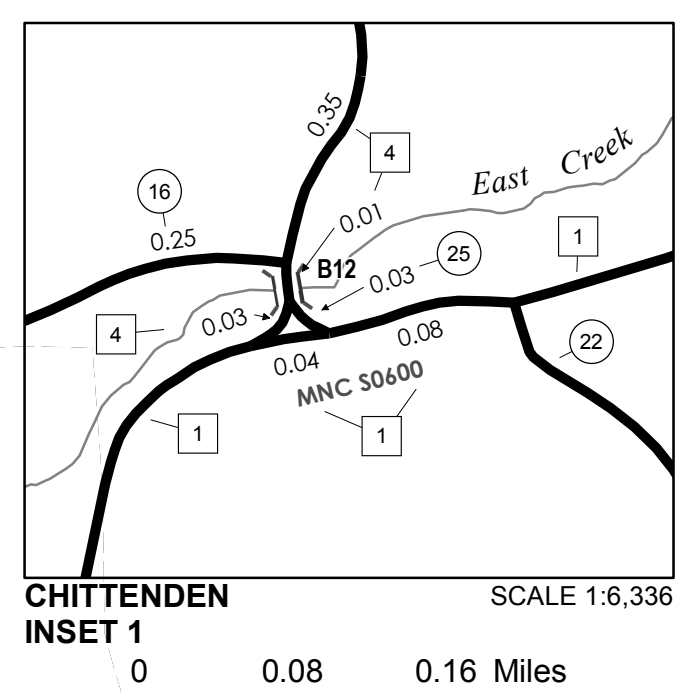 0.35
4
East Creek
16
0.25
0.01
1
B12
25
0.03
0.03
4
0.08
22
0.04
MNC S0600
1
1
CHITTENDEN
INSET 1
SCALE 1:6,336
0 0.08 0.16 Miles